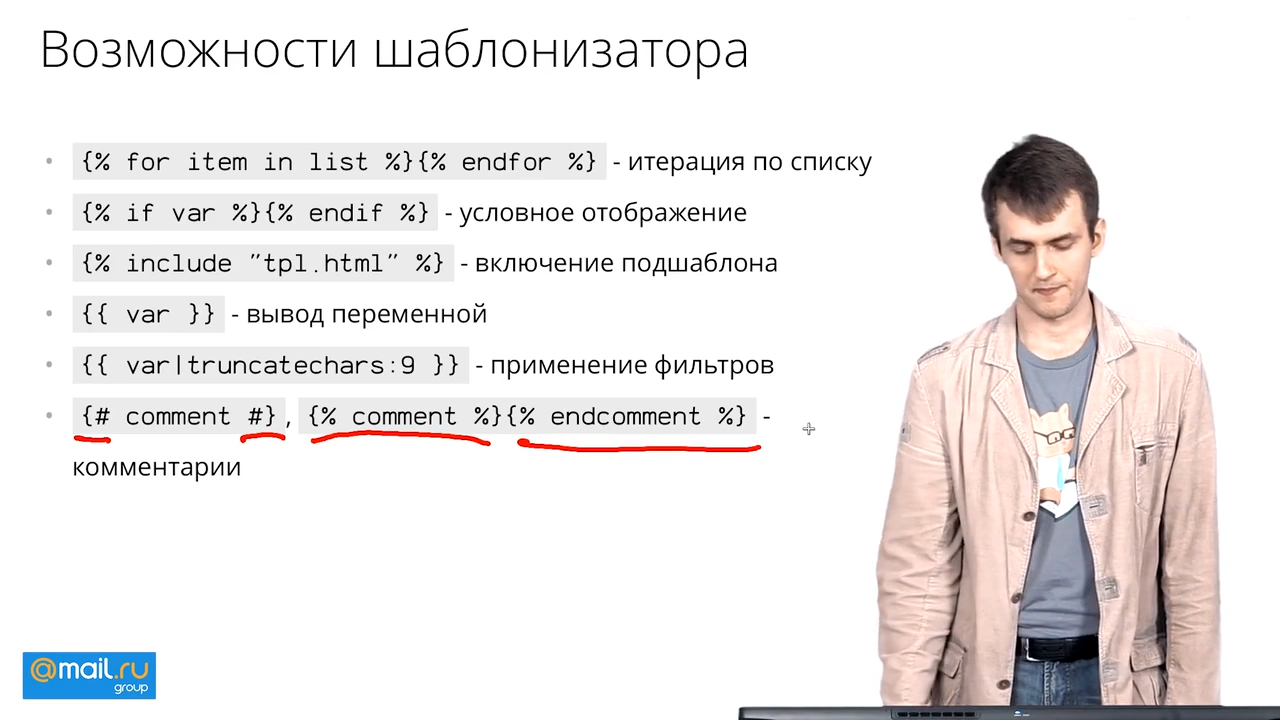 Возможности шаблонизатора
• {% for item in list %}{% endfor %} - итерация по списку
• {% if var %}{% endif %} - условное отображение
• {% include "tpl.html" %} - включение подшаблона
• {{ var }} - вывод переменной
• {{ var|truncatechars:9 }} - применение фильтров
• {# comment #}, {% comment %}{% endcomment %} -
комментарии
@mail.ru
group